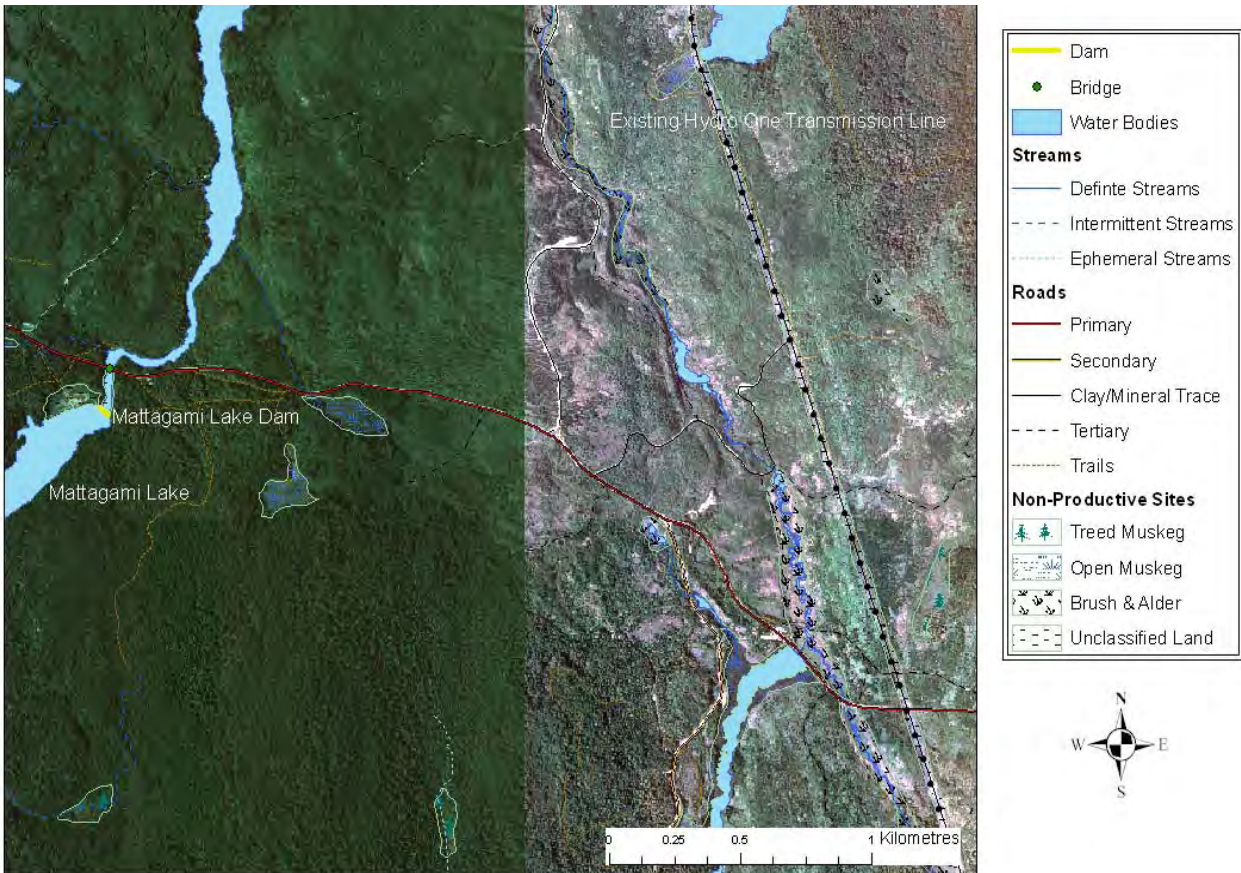 Existing Hydro One Transmission Line
Mattagami Lake Dam
Mattagami Lake
0 0.25 0.5 1 Kilometres
Dam
Bridge
Water Bodies
Streams
Definte Streams
Intermittent Streams
Ephemeral Streams
Roads
Primary
Secondary
Clay/Mineral Trace
Tertiary
Trails
Non-Productive Sites
Treed Muskeg
Open Muskeg
Brush & Alder
Unclassified Land
N
W E
S